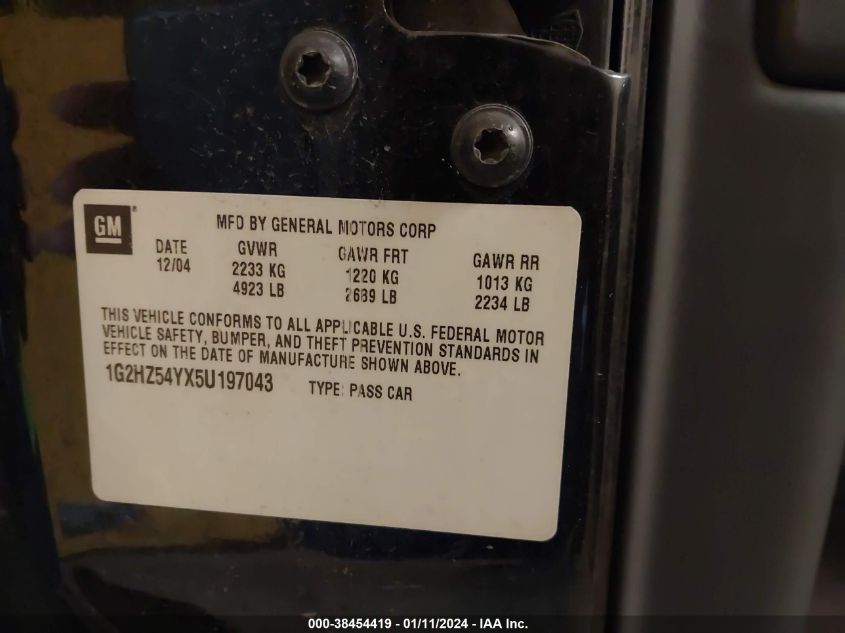 GM®
MFD BY GENERAL MOTORS CORP
DATE GVWR GAWR FRT GAWR RR
12/04 2233 KG 1220 KG 1013 KG
4923 LB 2689 LB 2234 LB
THIS VEHICLE CONFORMS TO ALL APPLICABLE U.S. FEDERAL MOTOR
VEHICLE SAFETY, BUMPER, AND THEFT PREVENTION STANDARDS IN
EFFECT ON THE DATE OF MANUFACTURE SHOWN ABOVE.
1G2HZ54YX5U197043 TYPE: PASS CAR
000-38454419 - 01/11/2024 - IAA Inc.